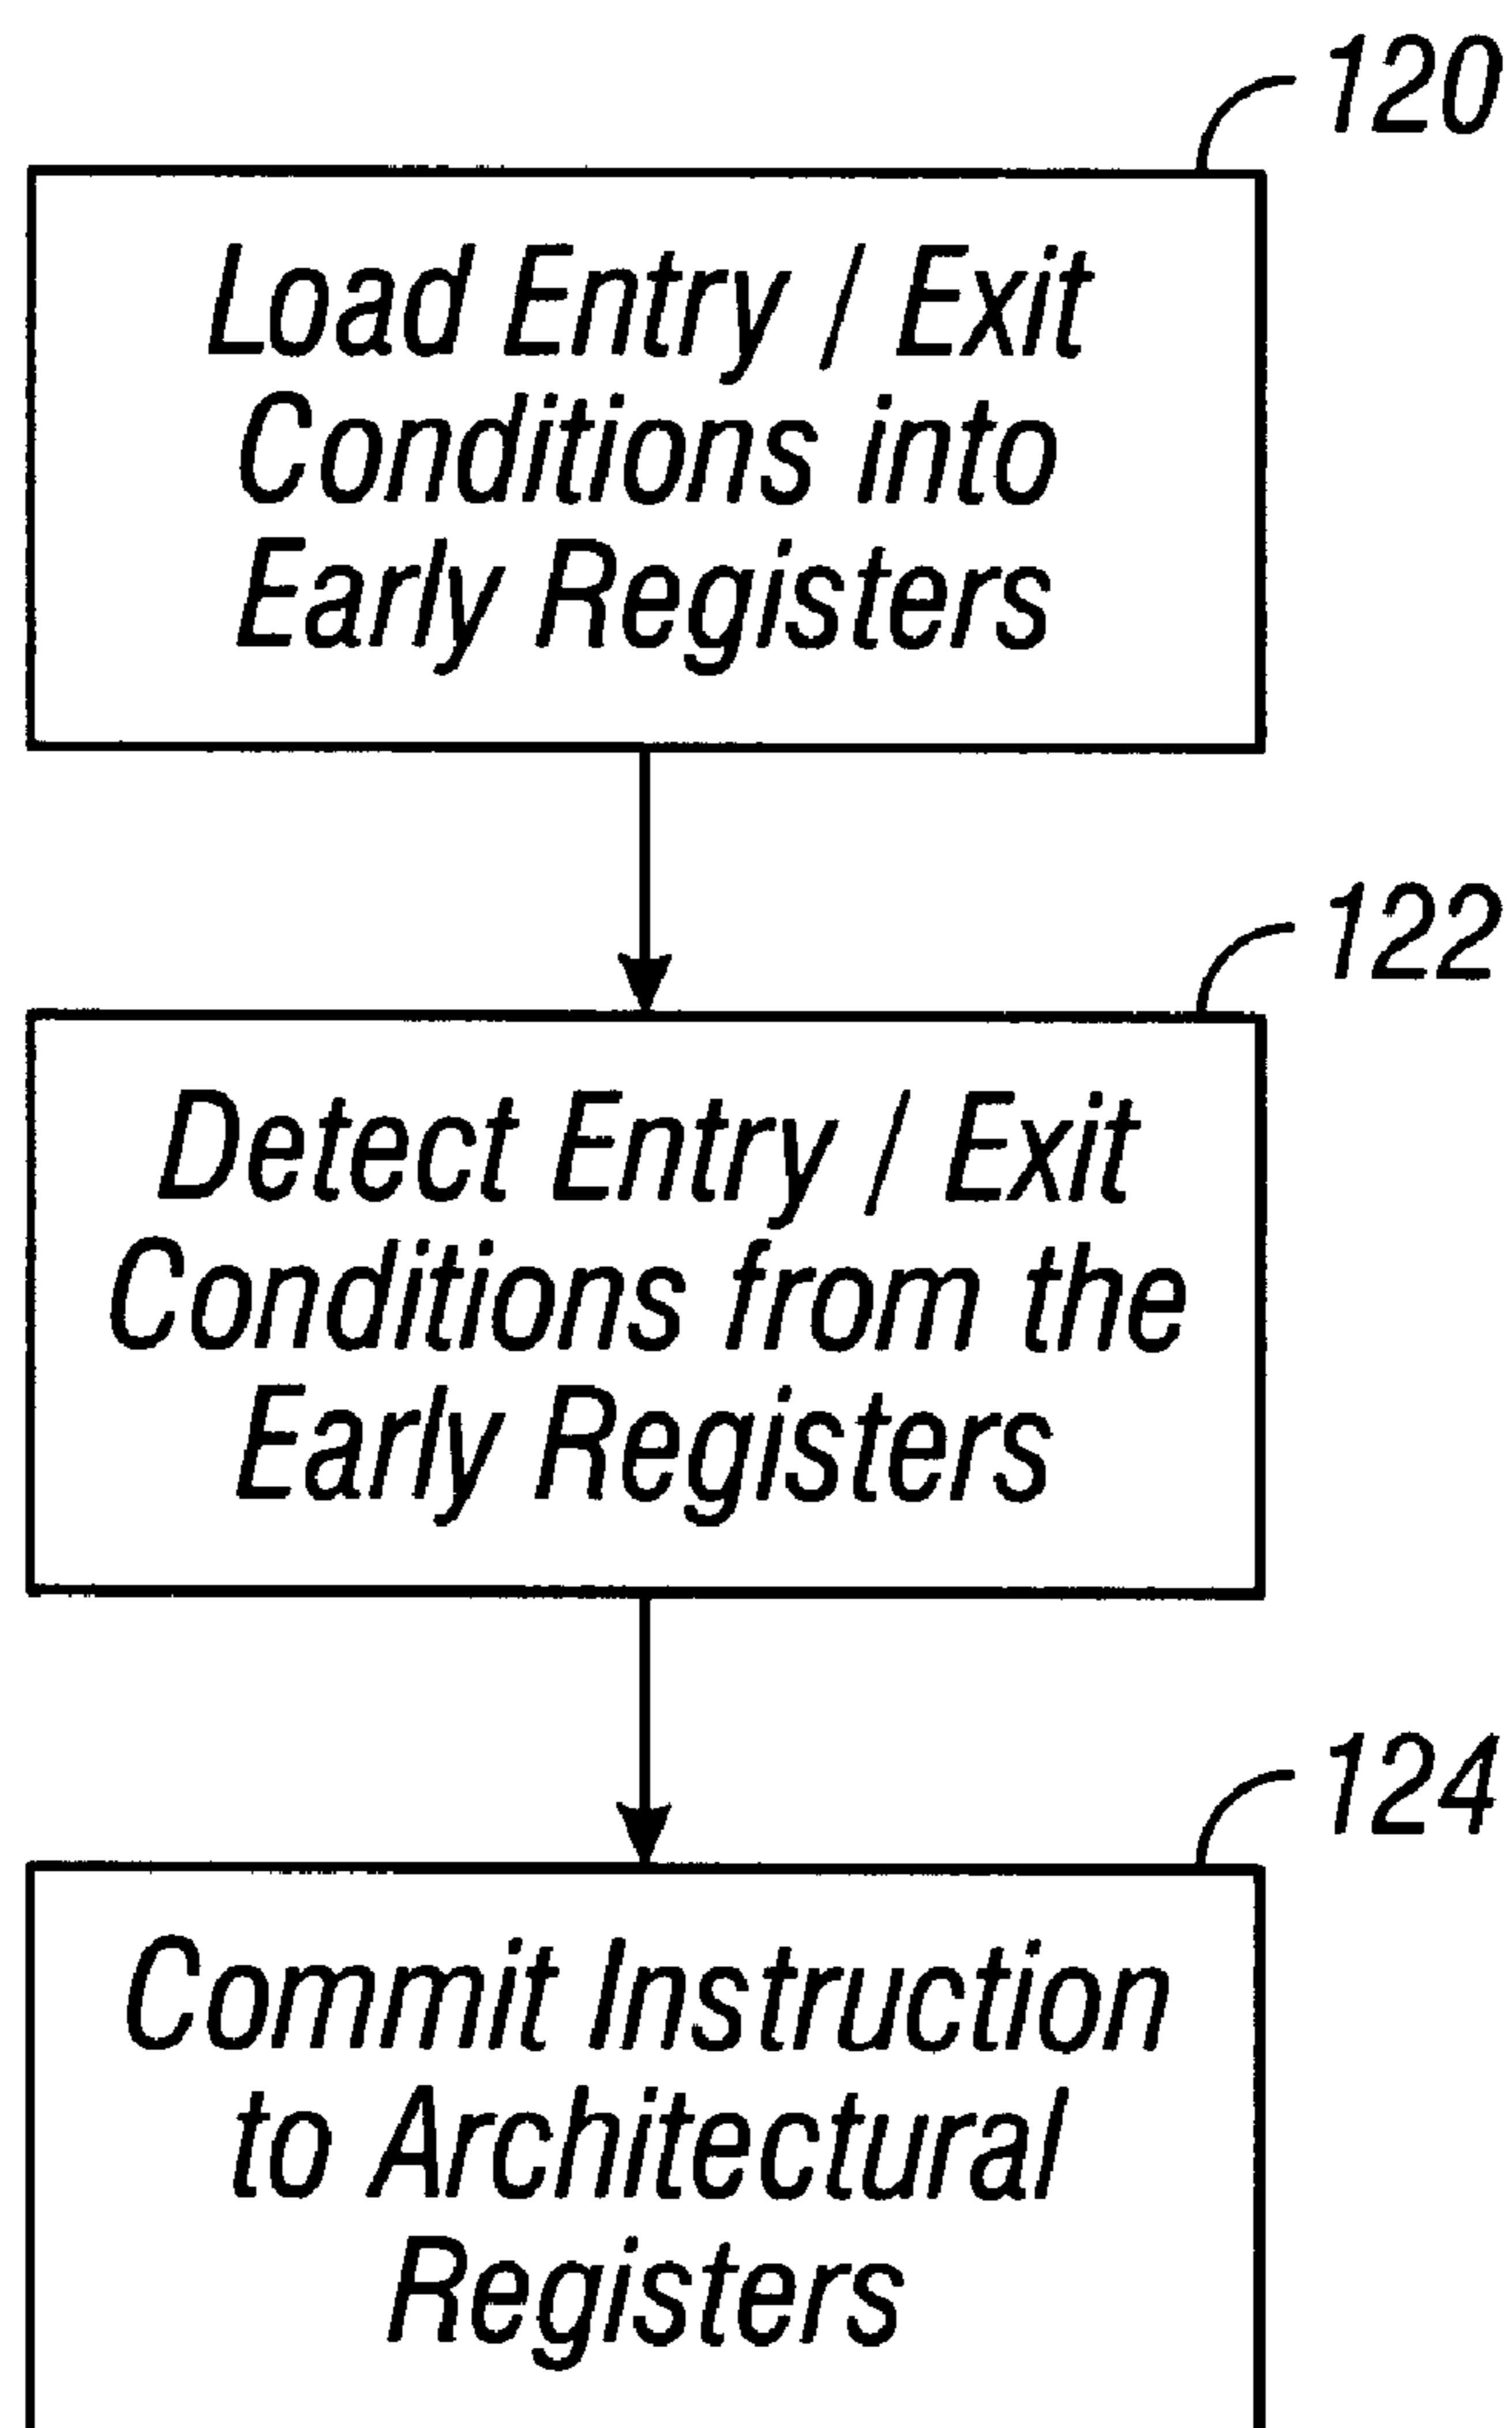 120
Load Entry / Exit
Conditions into
Early Registers
122
Detect Entry / Exit
Conditions from the
Early Registers
124
Commit Instruction
to Architectural
Registers